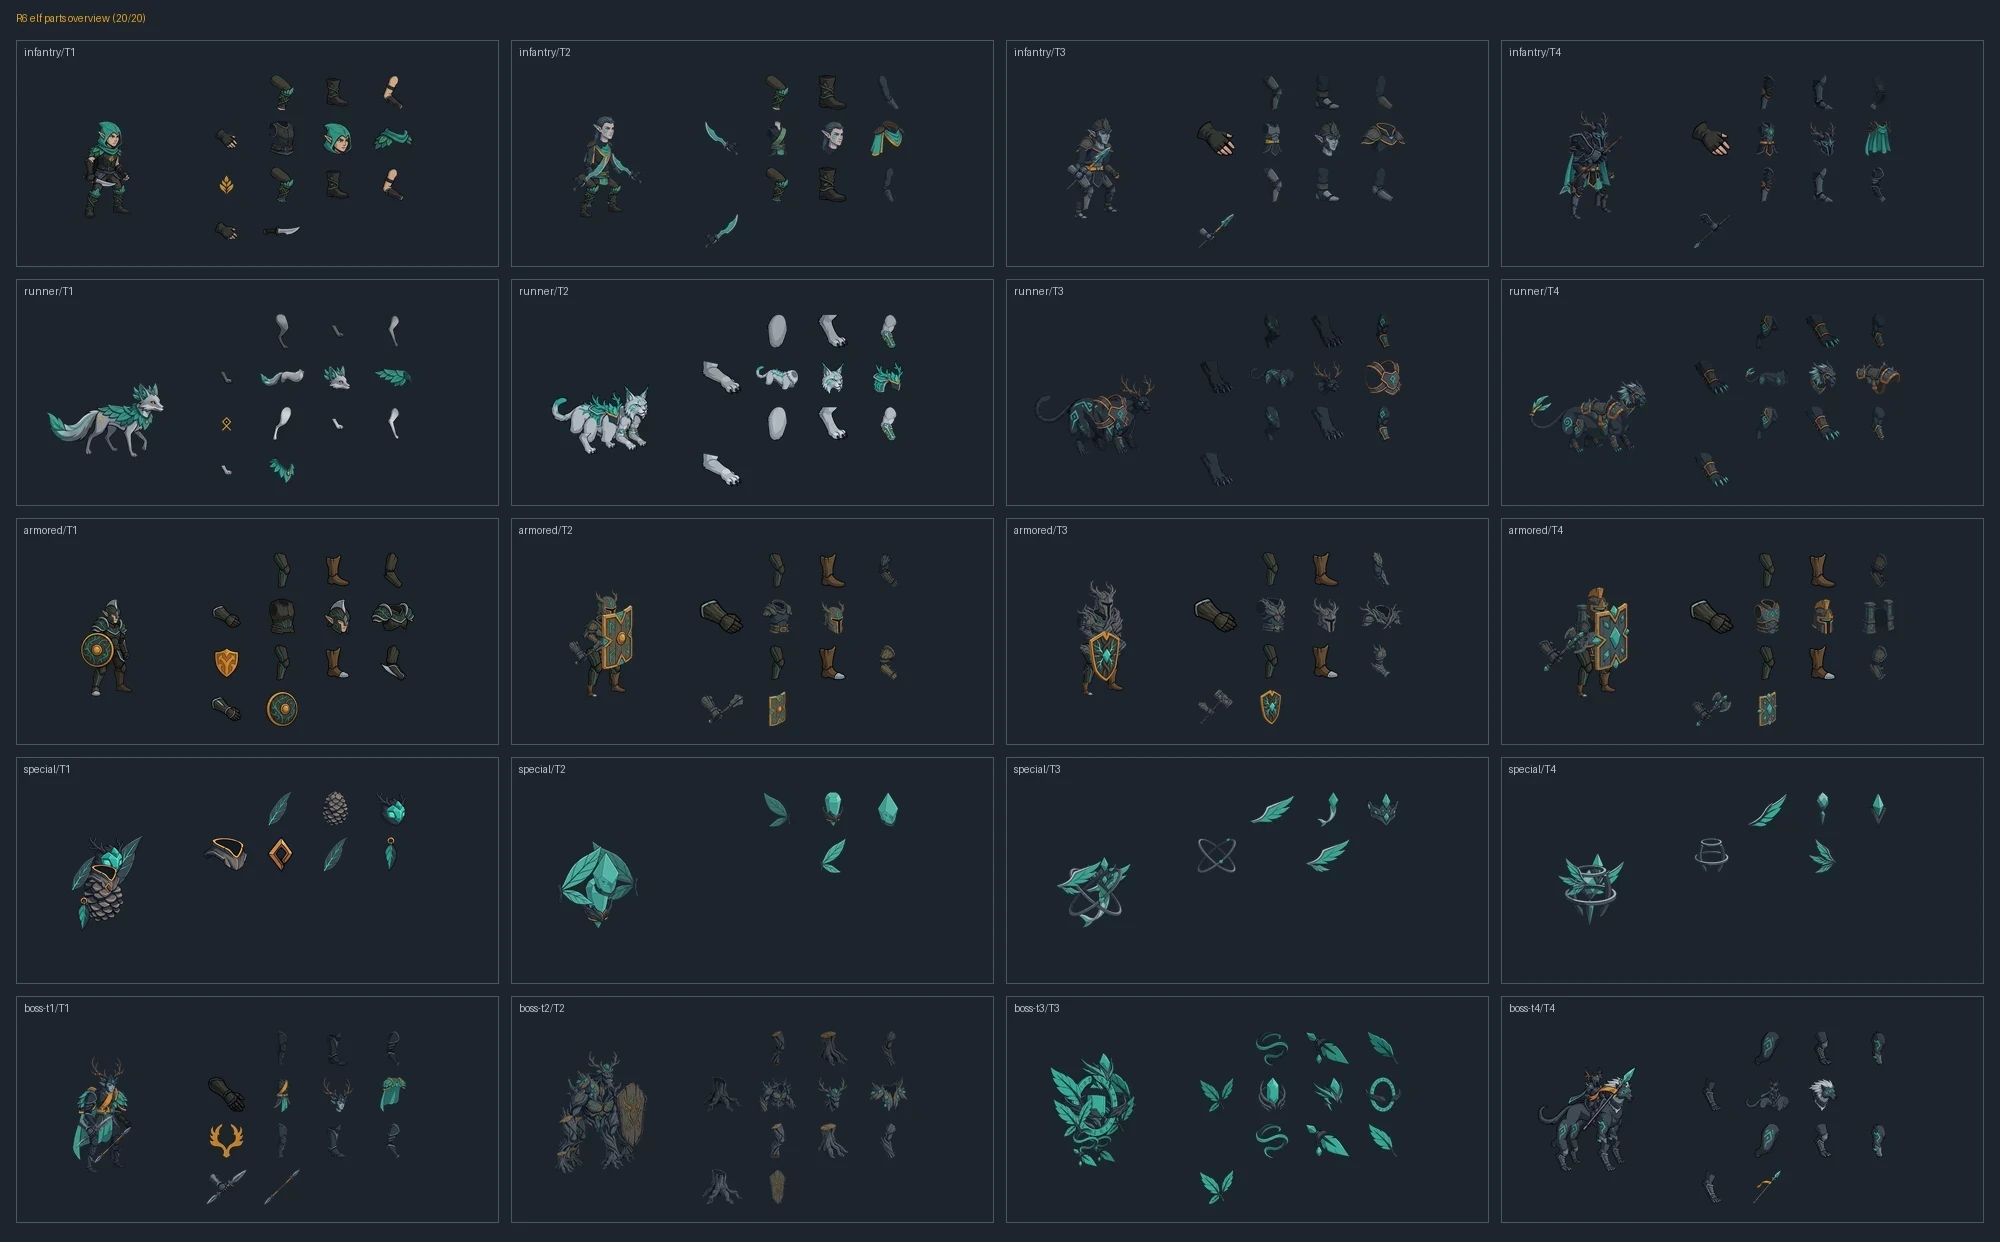 R6 elf parts overview (20/20)
infantry/T1
infantry/T2
infantry/T3
infantry/T4
runner/T1
runner/T2
runner/T3
runner/T4
armored/T1
armored/T2
armored/T3
armored/T4
special/T1
special/T2
special/T3
special/T4
boss-t1/T1
boss-t2/T2
boss-t3/T3
boss-t4/T4